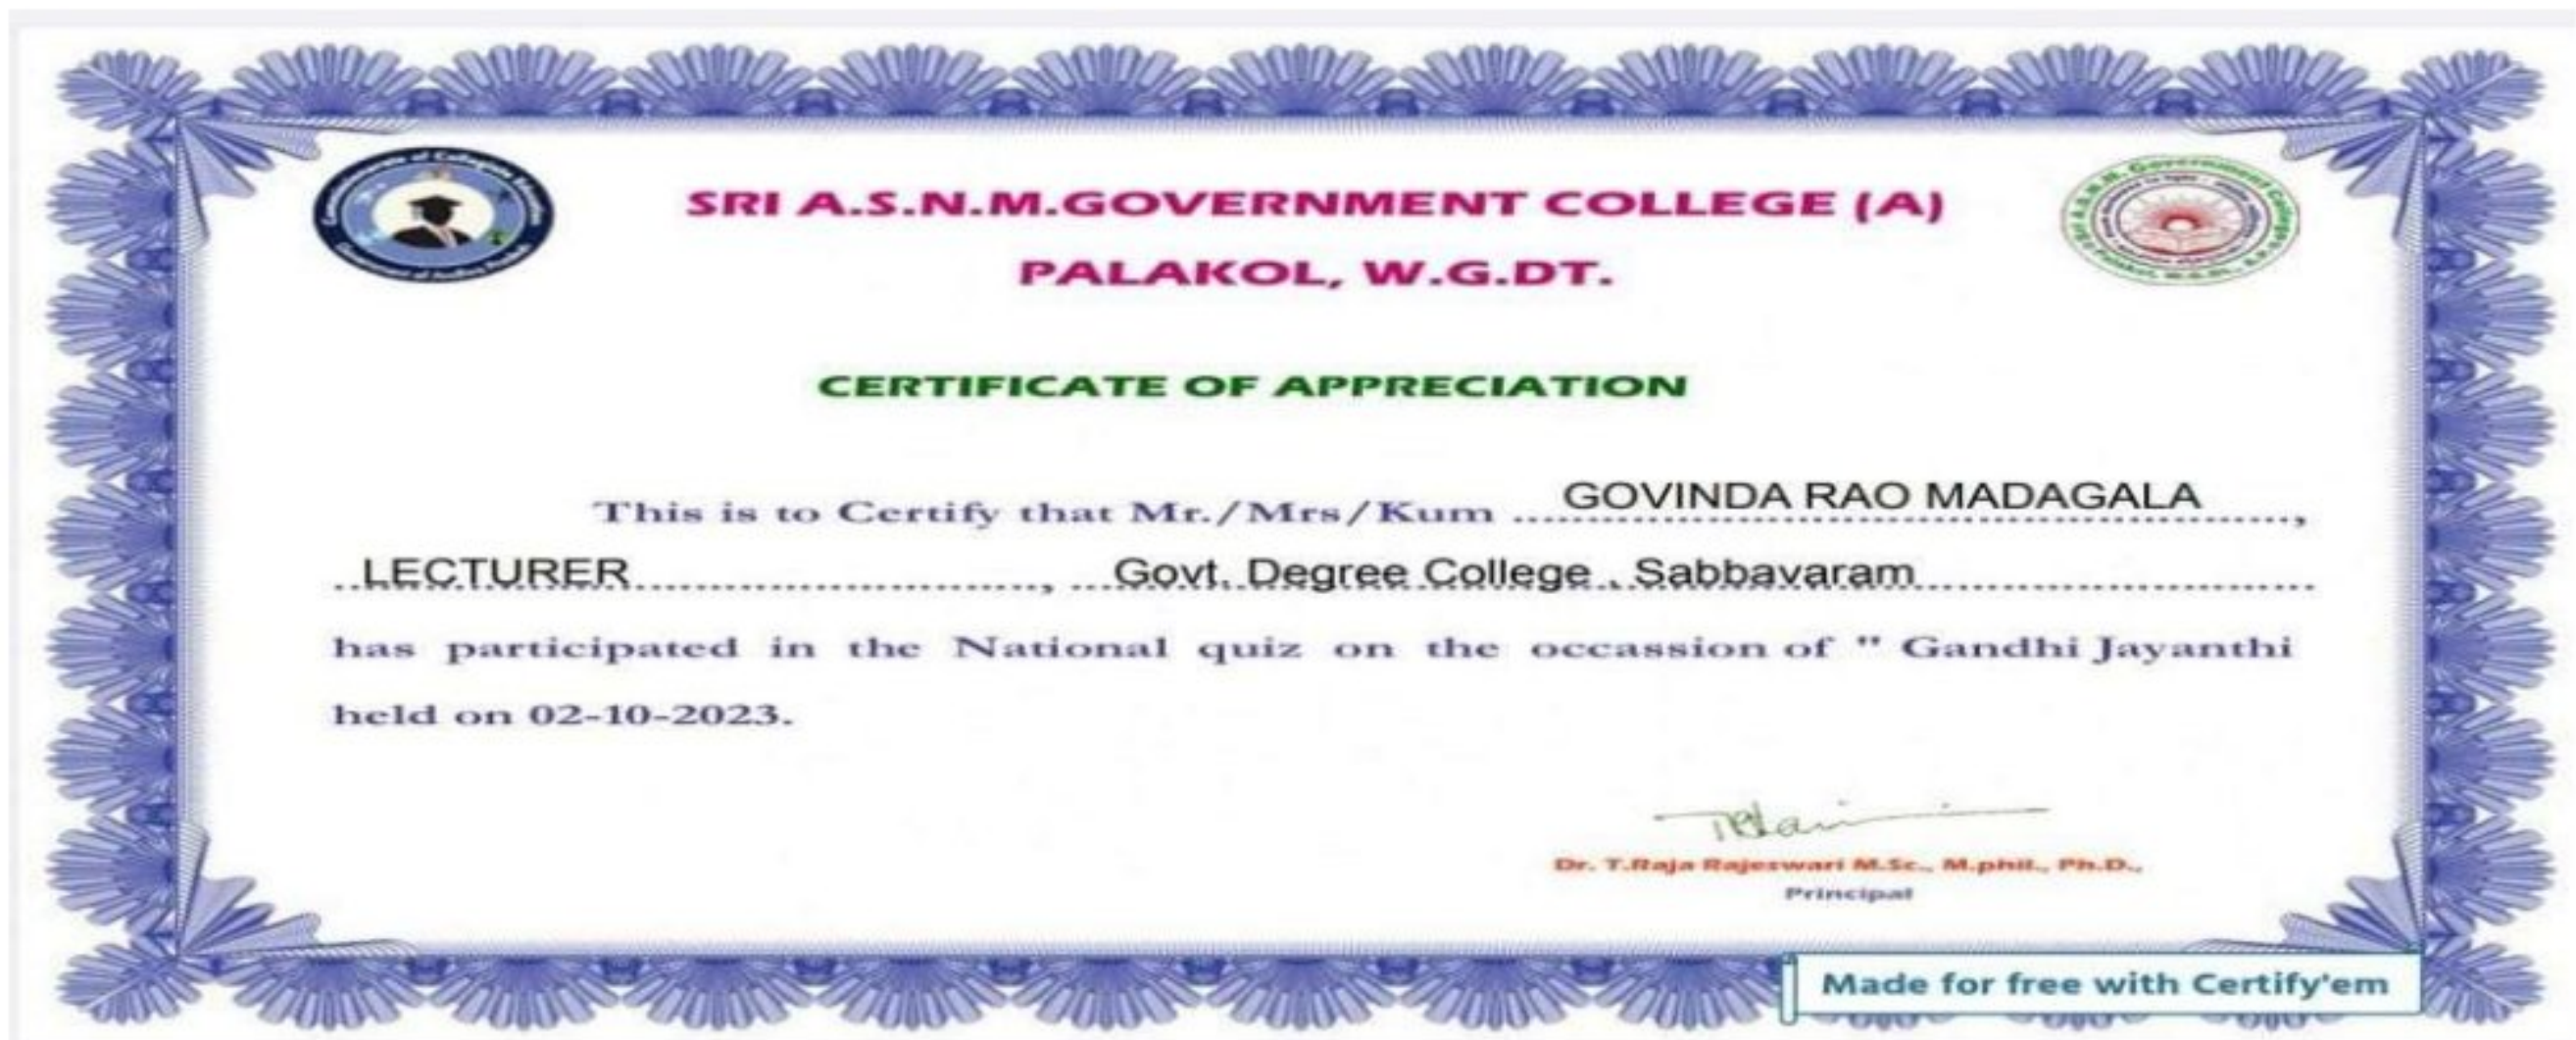 SRI A.S.N.M.GOVERNMENT COLLEGE (A)
PALAKOL, W.G.DT.
CERTIFICATE OF APPRECIATION
This is to Certify that Mr./Mrs/Kum ..... GOVINDA RAO MADAGALA .....,
..LECTURER....................., ....Govt. Degree College , Sabbavaram....................
has participated in the National quiz on the occassion of " Gandhi Jayanthi
held on 02-10-2023.
Dr. T.Raja Rajeswari M.Sc., M.phil., Ph.D.,
Principal
Made for free with Certify'em